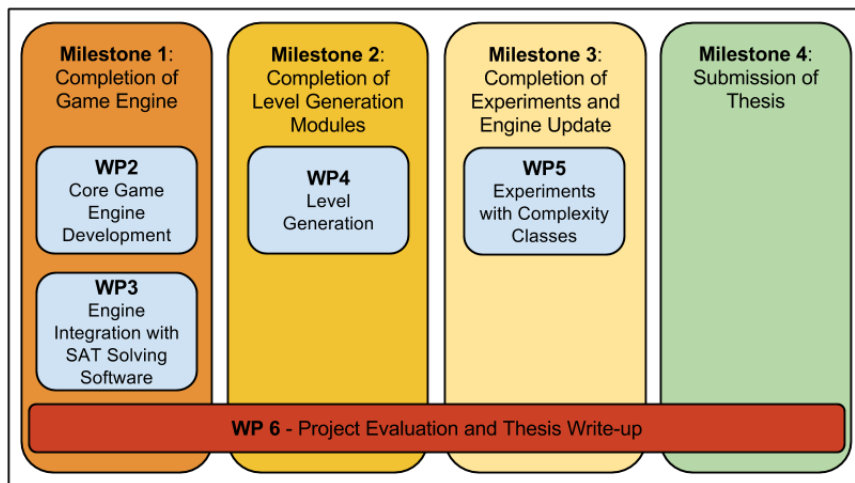 Milestone 1:
Completion of
Game Engine
WP2
Core Game
Engine
Development
WP3
Engine
Integration with
SAT Solving
Software
Milestone 2:
Completion of
Level Generation
Modules
WP4
Level
Generation
Milestone 3:
Completion of
Experiments and
Engine Update
WP5
Experiments
with Complexity
Classes
Milestone 4:
Submission of
Thesis
WP 6 - Project Evaluation and Thesis Write-up